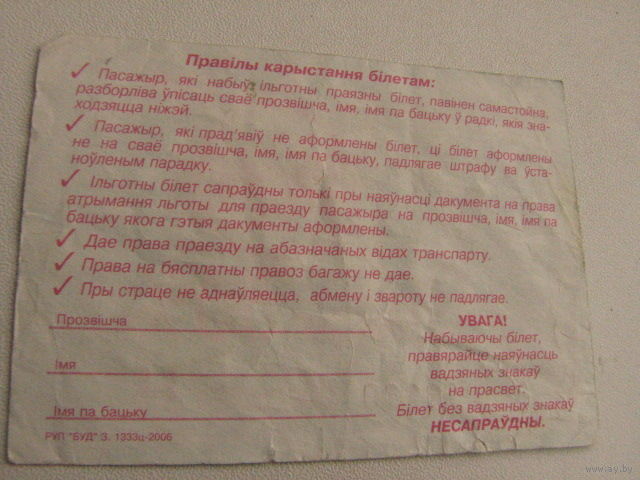 Правілы карыстання білетам:
✓ Пасажыр, які набыў ільготны праязны білет, павінен самастойна,
разборліва ўпісаць сваё прозвішча, імя, імя па бацьку ў радкі, якія зна-
ходзяцца ніжэй.
✓ Пасажыр, які прад'явіў не аформлены білет, ці білет аформлены
не на сваё прозвішча, імя, імя па бацьку, падлягае штрафу ва ўста-
ноўленым парадку.
✓ Ільготны білет сапраўдны толькі пры наяўнасці дакумента на права
атрымання льготы для праезду пасажыра на прозвішча, імя, імя па
бацьку якога гэтыя дакументы аформлены.
✓ Дае права праезду на абазначаных відах транспарту.
✓ Права на бясплатны правоз багажу не дае.
✓ Пры страце не аднаўляецца, абмену і звароту не падлягае.
Прозвішча
Імя
Імя па бацьку
РУП "БУД" З. 1333ц-2006
УВАГА!
Набываючы білет,
правярайце наяўнасць
вадзяных знакаў
на прасвет.
Білет без вадзяных знакаў
НЕСАПРАЎДНЫ.
www.ay.by